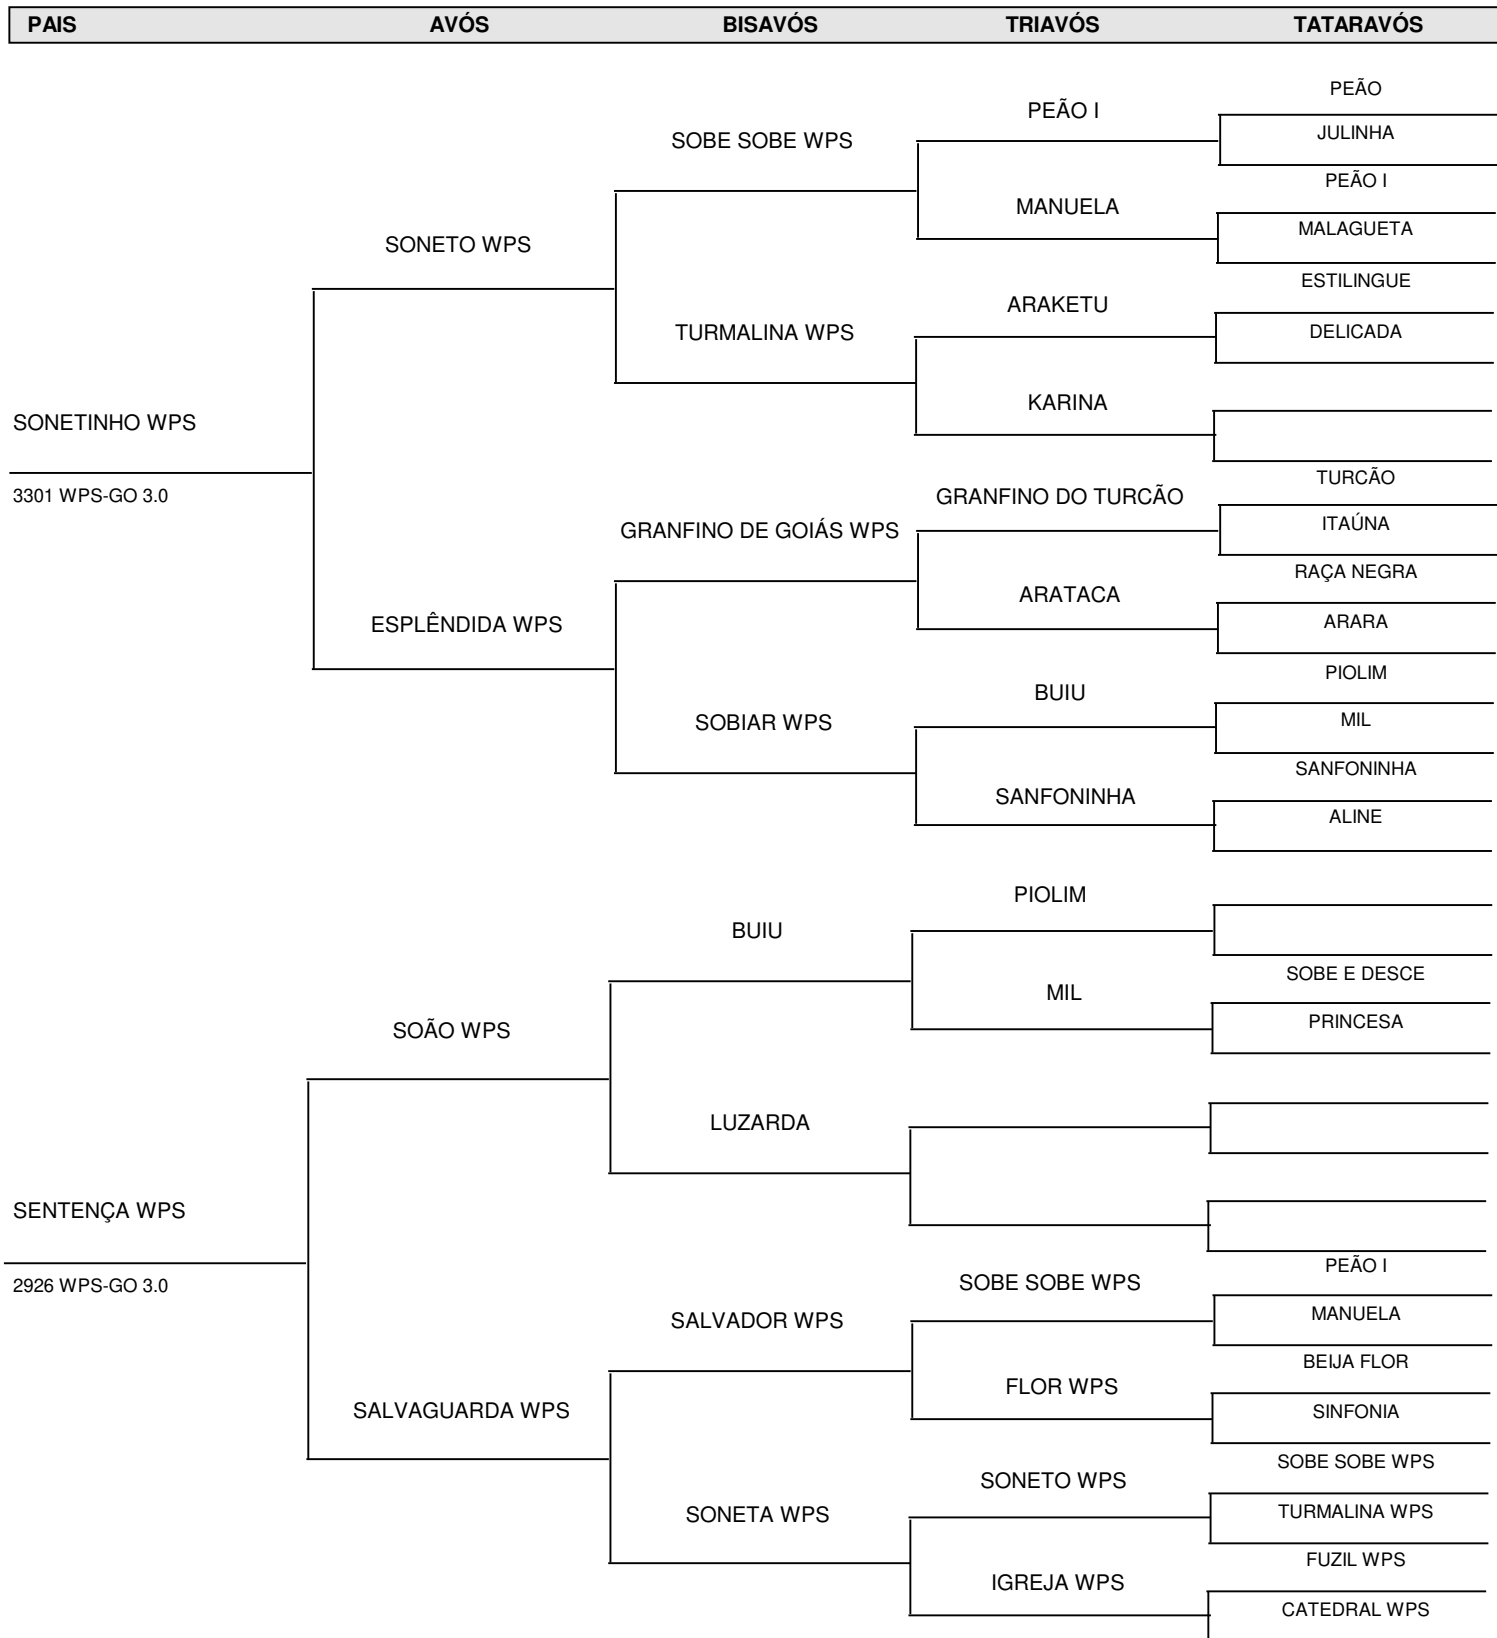 PAIS AVÓS BISAVÓS TRIAVÓS TATARAVÓS
PEÃO
PEÃO I
JULINHA
SOBE SOBE WPS
PEÃO I
MANUELA
MALAGUETA
SONETO WPS
ESTILINGUE
ARAKETU
TURMALINA WPS
DELICADA
KARINA
SONETINHO WPS
TURCÃO
3301 WPS-GO 3.0
GRANFINO DO TURCÃO
ITAÚNA
GRANFINO DE GOIÁS WPS
RAÇA NEGRA
ARATACA
ARARA
ESPLÊNDIDA WPS
PIOLIM
BUIU
MIL
SOBIAR WPS
SANFONINHA
SANFONINHA
ALINE
PIOLIM
BUIU
SOBE E DESCE
MIL
PRINCESA
SOÃO WPS
LUZARDA
SENTENÇA WPS
PEÃO I
2926 WPS-GO 3.0
SOBE SOBE WPS
MANUELA
SALVADOR WPS
BEIJA FLOR
FLOR WPS
SALVAGUARDA WPS
SINFONIA
SOBE SOBE WPS
SONETO WPS
TURMALINA WPS
SONETA WPS
FUZIL WPS
IGREJA WPS
CATEDRAL WPS